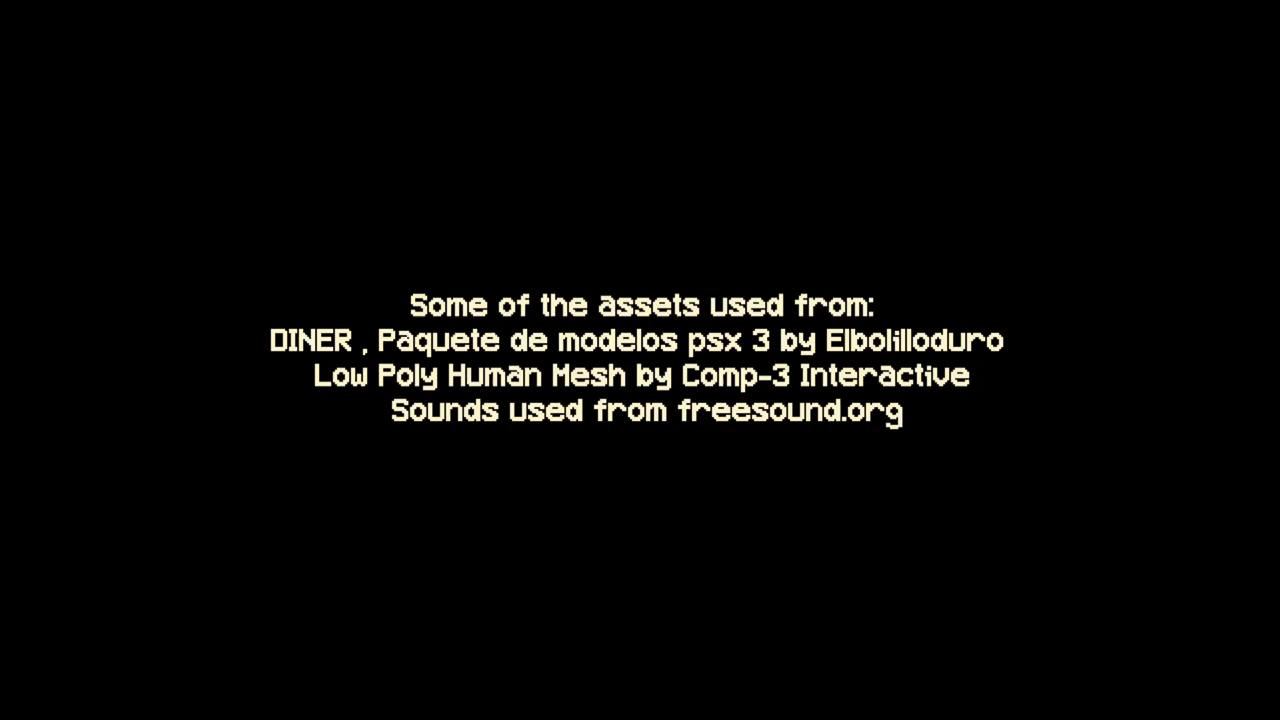 Some of the assets used from:
DINER , Paquete de modelos psx 3 by Elbolilloduro
Low Poly Human Mesh by Comp-3 Interactive
Sounds used from freesound.org